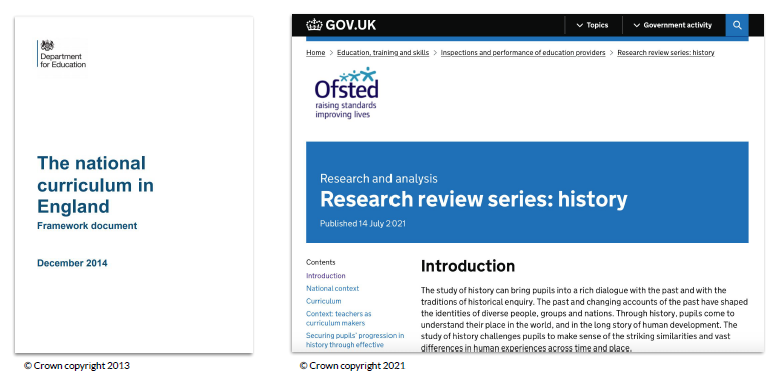 Department
for Education
The national
curriculum in
England
Framework document
December 2014
© Crown copyright 2013
GOV.UK
Topics
Government activity
Home > Education, training and skills > Inspections and performance of education providers > Research review series: history
Ofsted
raising standards
improving lives
Research and analysis
Research review series: history
Published 14 July 2021
Contents
Introduction
National context
Curriculum
Context: teachers as
curriculum makers
Securing pupils' progression in
history through effective
Introduction
The study of history can bring pupils into a rich dialogue with the past and with the
traditions of historical enquiry. The past and changing accounts of the past have shaped
the identities of diverse people, groups and nations. Through history, pupils come to
understand their place in the world, and in the long story of human development. The
study of history challenges pupils to make sense of the striking similarities and vast
differences in human experiences across time and place.
© Crown copyright 2021